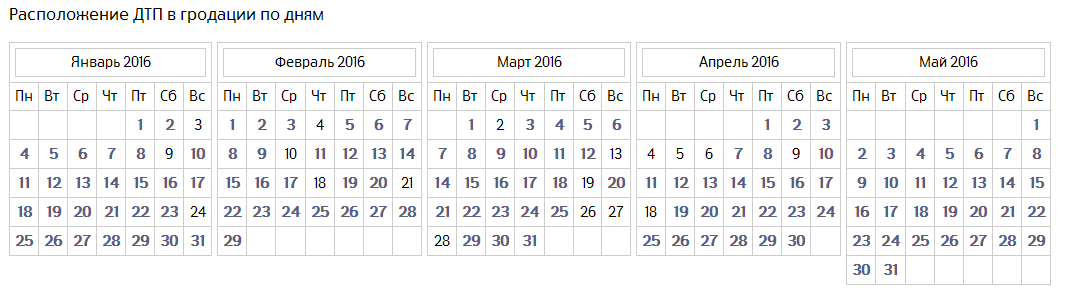 Расположение ДТП в гродации по дням
Январь 2016 Февраль 2016 Март 2016 Апрель 2016 Май 2016
Пн Вт Ср Чт Пт Сб Вс Пн Вт Ср Чт Пт Сб Вс Пн Вт Ср Чт Пт Сб Вс Пн Вт Ср Чт Пт Сб Вс Пн Вт Ср Чт Пт Сб Вс
1 2 3 1 2 3 4 5 6 7 1 2 3 4 5 6 1 2 3 1
4 5 6 7 8 9 10 8 9 10 11 12 13 14 7 8 9 10 11 12 13 4 5 6 7 8 9 10 2 3 4 5 6 7 8
11 12 13 14 15 16 17 15 16 17 18 19 20 21 14 15 16 17 18 19 20 11 12 13 14 15 16 17 9 10 11 12 13 14 15
18 19 20 21 22 23 24 22 23 24 25 26 27 28 21 22 23 24 25 26 27 18 19 20 21 22 23 24 16 17 18 19 20 21 22
25 26 27 28 29 30 31 29 28 29 30 31 25 26 27 28 29 30 23 24 25 26 27 28 29
30 31